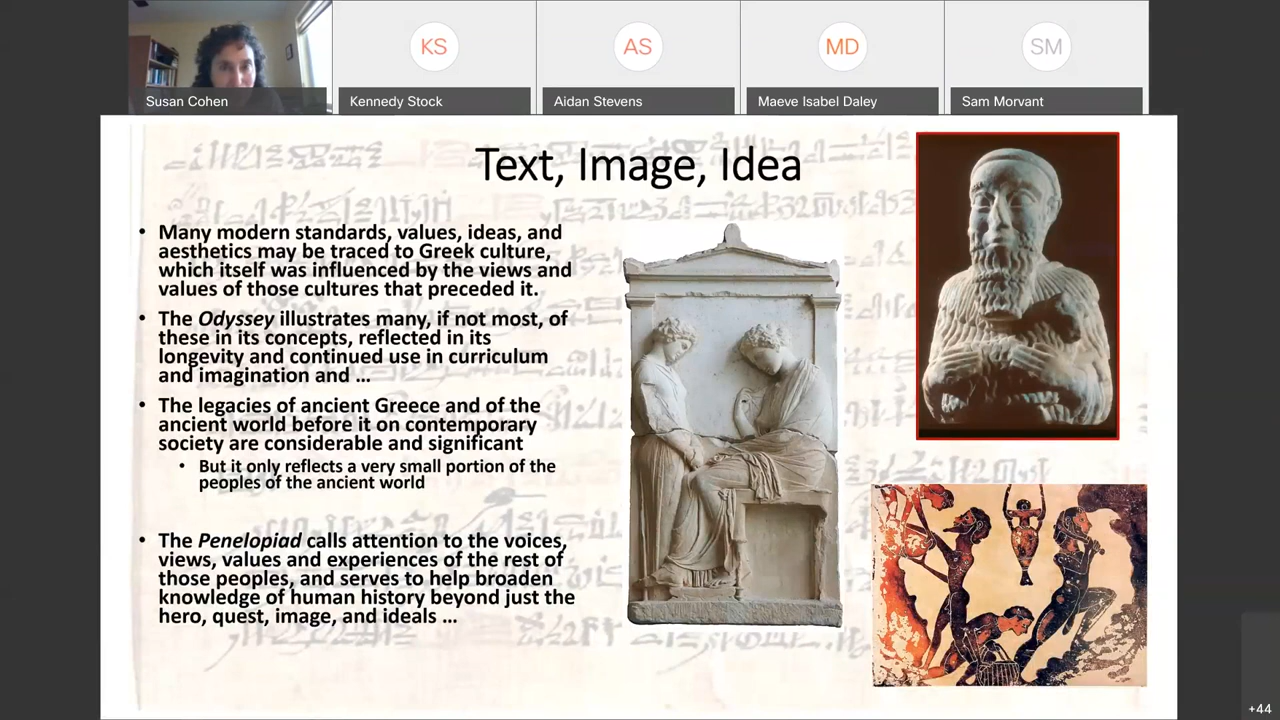 KS
AS
MD
SM
Susan Cohen
Kennedy Stock
Aidan Stevens
Maeve Isabel Daley
Sam Morvant
Text, Image, Idea
• Many modern standards, values, ideas, and
aesthetics may be traced to Greek culture,
which itself was influenced by the views and
values of those cultures that preceded it.
• The Odyssey illustrates many, if not most, of
these in its concepts, reflected in its
longevity and continued use in curriculum
and imagination and ...
• The legacies of ancient Greece and of the
ancient world before it on contemporary
society are considerable and significant
• But it only reflects a very small portion of the
peoples of the ancient world
• The Penelopiad calls attention to the voices,
views, values and experiences of the rest of
those peoples, and serves to help broaden
knowledge of human history beyond just the
hero, quest, image, and ideals ...
+44